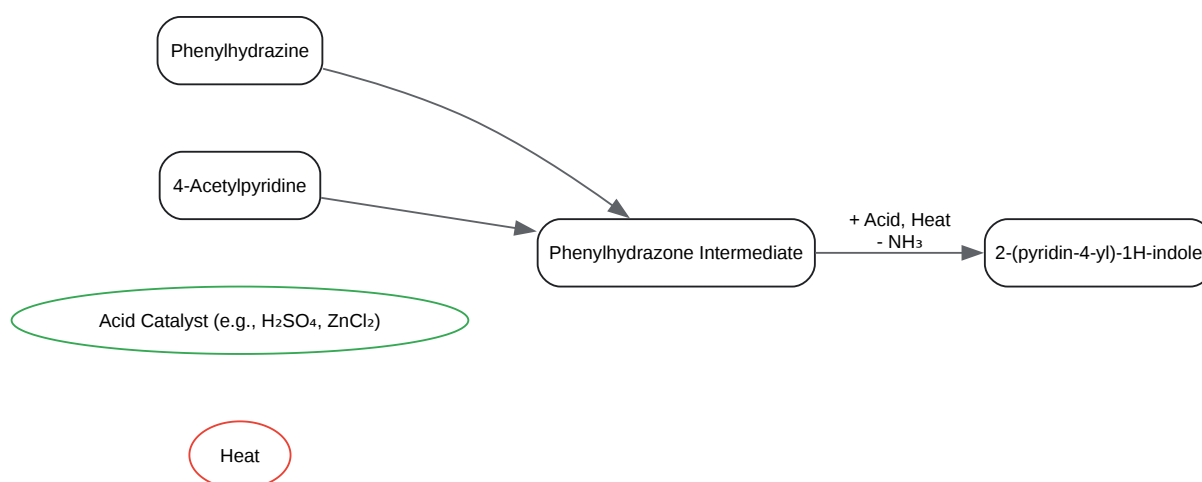 Phenylhydrazine
4-Acetylpyridine
Phenylhydrazone Intermediate
+ Acid, Heat
- NH₃
2-(pyridin-4-yl)-1H-indole
Acid Catalyst (e.g., H₂SO₄, ZnCl₂)
Heat